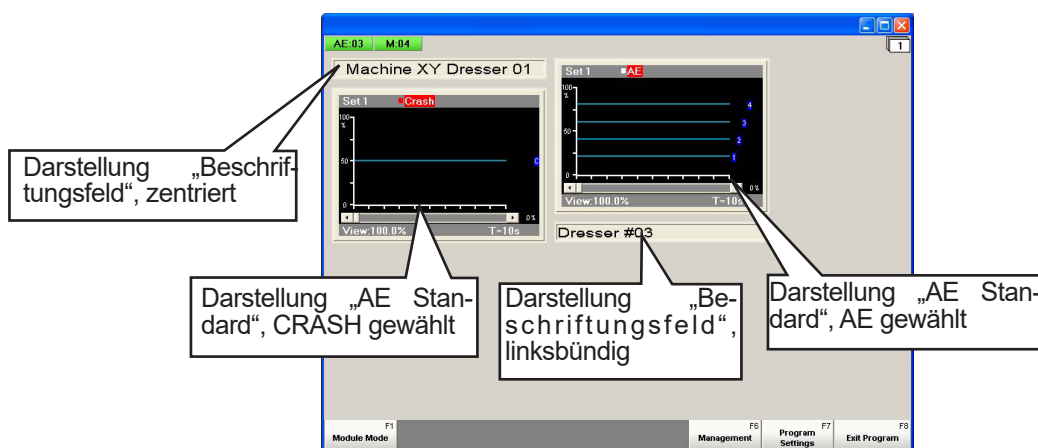 AE:03 M:04
1
Machine XY Dresser 01
Set 1 AE
100
%
50
0
4
3
2
1
0%
View:100.0% T=10s
Set 1 Crash
100
%
50
0
C
0%
View:100.0% T=10s
Dresser #03
Darstellung „Beschrif-
tungsfeld“, zentriert
Darstellung „AE Stan-
dard“, CRASH gewählt
Darstellung „Be-
schriftungsfeld“,
linksbündig
Darstellung „AE Stan-
dard“, AE gewählt
F1
Module Mode
F6
Management
F7
Program
Settings
F8
Exit Program